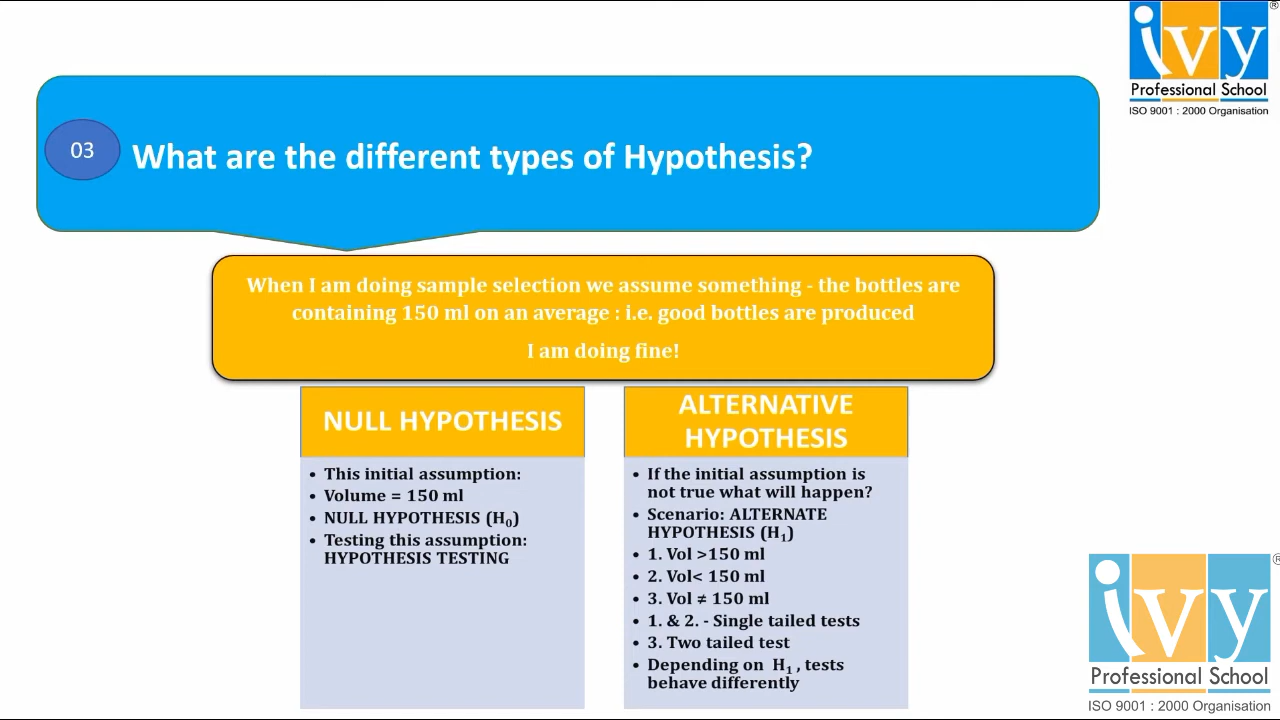 ivy
®
Professional School
ISO 9001 : 2000 Organisation
03
What are the different types of Hypothesis?
When I am doing sample selection we assume something - the bottles are
containing 150 ml on an average : i.e. good bottles are produced
I am doing fine!
NULL HYPOTHESIS
• This initial assumption:
• Volume = 150 ml
• NULL HYPOTHESIS (H₀)
• Testing this assumption:
HYPOTHESIS TESTING
ALTERNATIVE
HYPOTHESIS
• If the initial assumption is
not true what will happen?
• Scenario: ALTERNATE
HYPOTHESIS (H₁)
• 1. Vol >150 ml
• 2. Vol< 150 ml
• 3. Vol ≠ 150 ml
• 1. & 2. - Single tailed tests
• 3. Two tailed test
• Depending on H₁ , tests
behave differently
ivy
®
Professional School
ISO 9001 : 2000 Organisation